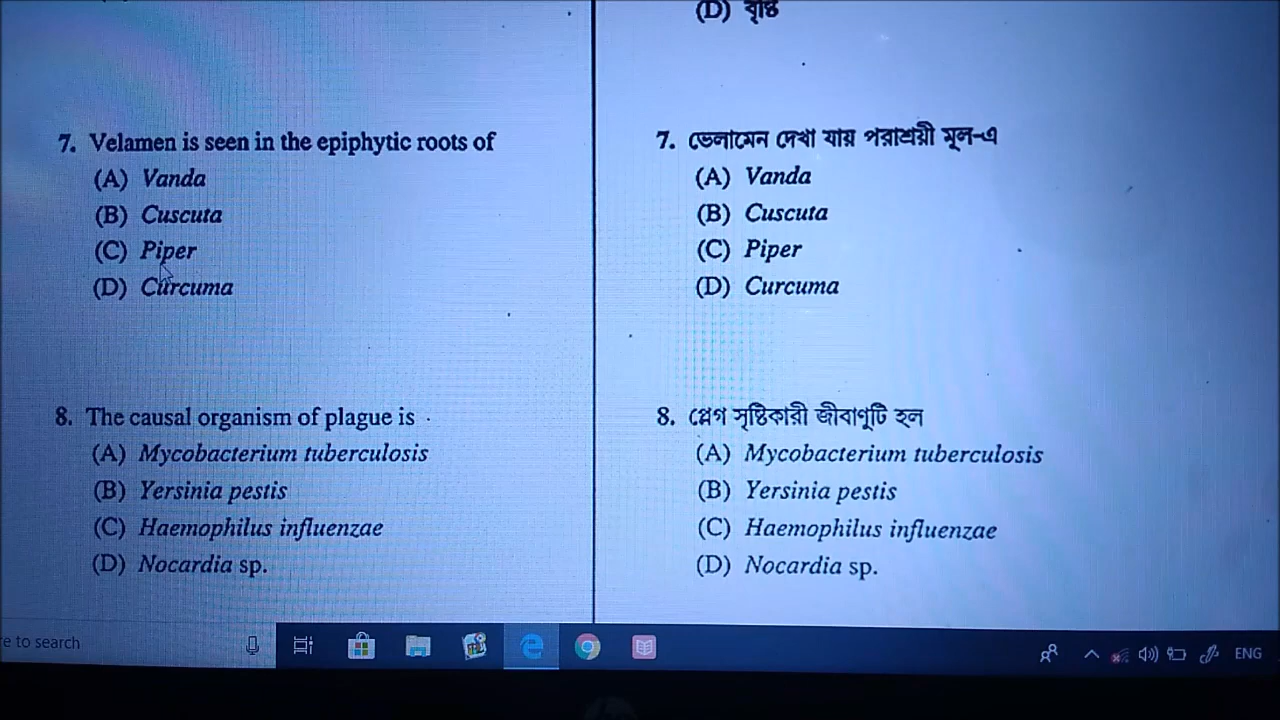 7. Velamen is seen in the epiphytic roots of
(A) Vanda
(B) Cuscuta
(C) Piper
(D) Curcuma
8. The causal organism of plague is
(A) Mycobacterium tuberculosis
(B) Yersinia pestis
(C) Haemophilus influenzae
(D) Nocardia sp.
(D) বৃষ্টি
7. ভেলামেন দেখা যায় পরাশ্রয়ী মূল-এ
(A) Vanda
(B) Cuscuta
(C) Piper
(D) Curcuma
8. প্লেগ সৃষ্টিকারী জীবাণুটি হল
(A) Mycobacterium tuberculosis
(B) Yersinia pestis
(C) Haemophilus influenzae
(D) Nocardia sp.
re to search
ENG